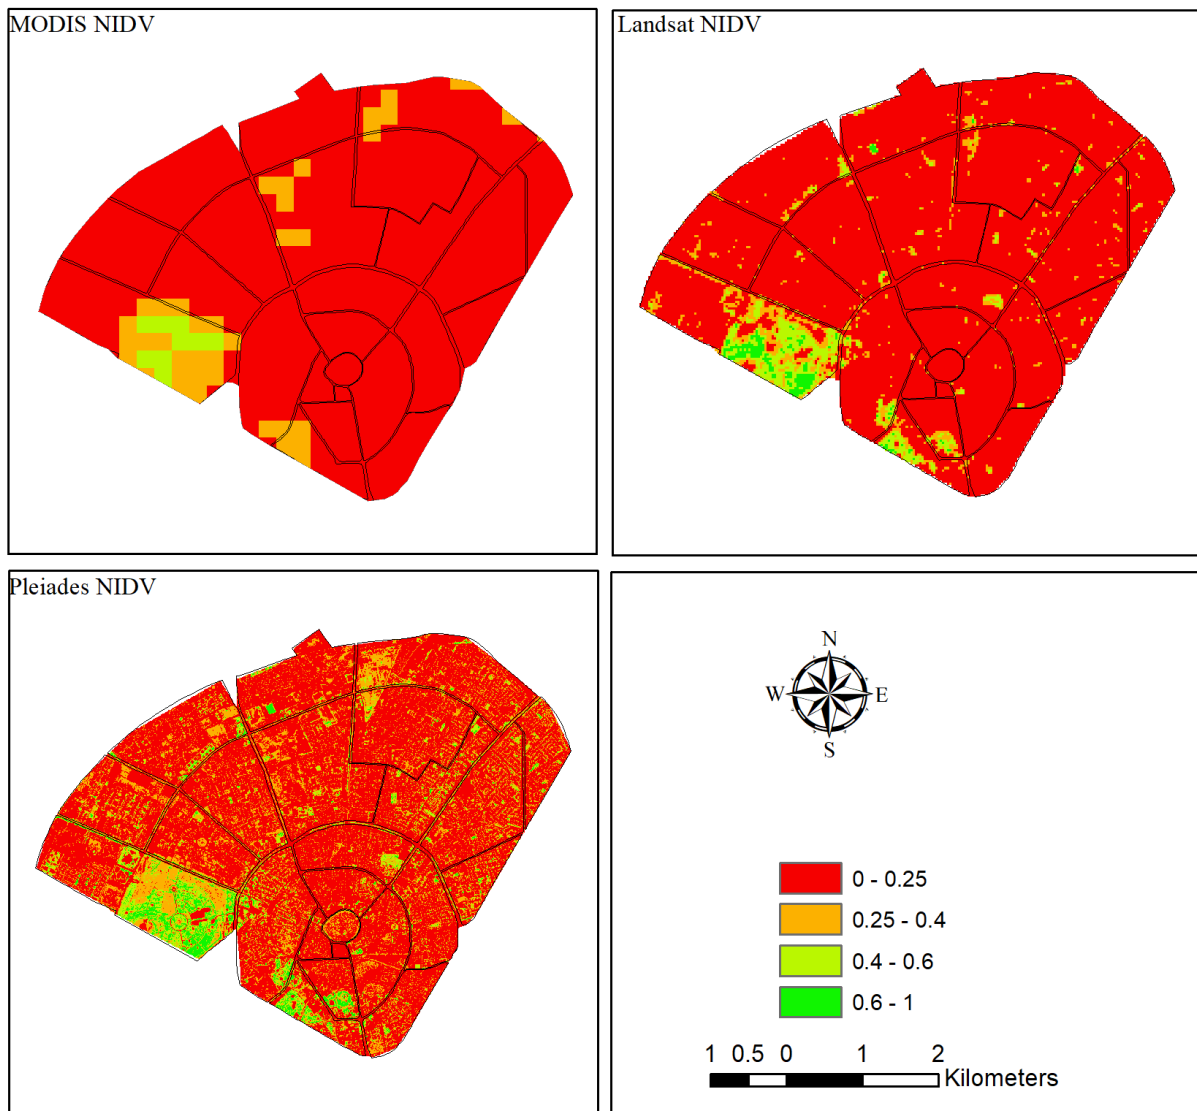 MODIS NIDV
Landsat NIDV
Pleiades NIDV
N
W E
S
0 - 0.25
0.25 - 0.4
0.4 - 0.6
0.6 - 1
1 0.5 0 1 2
Kilometers